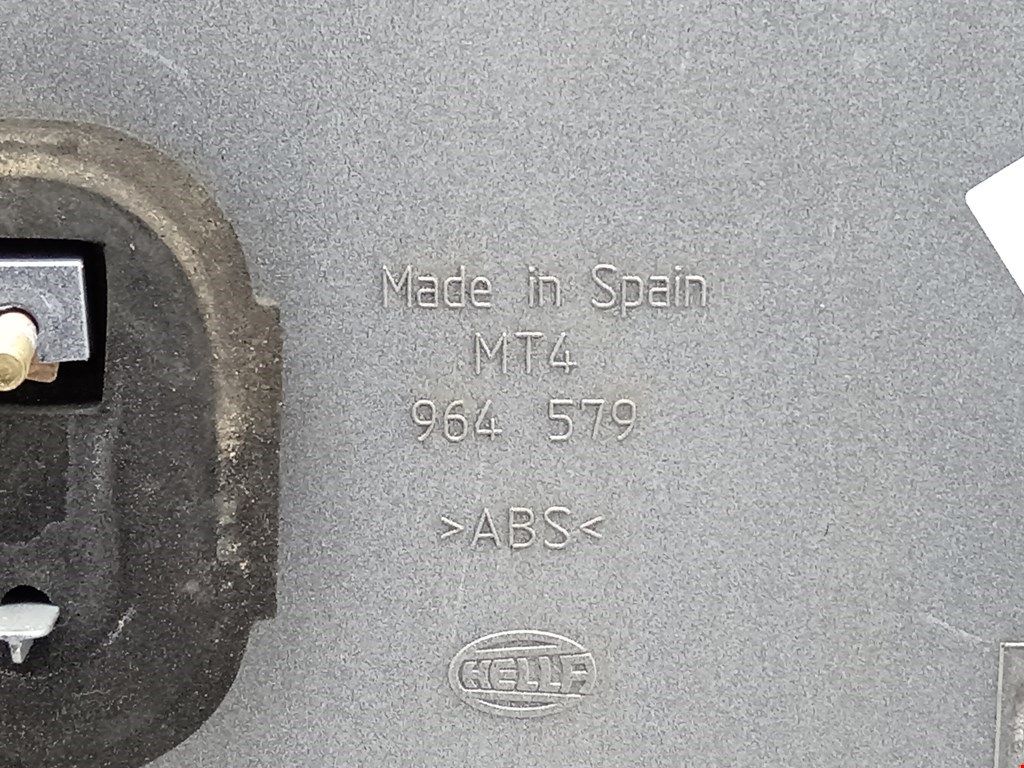 Made in Spain
MT4
964 579
>ABS<
HELLA